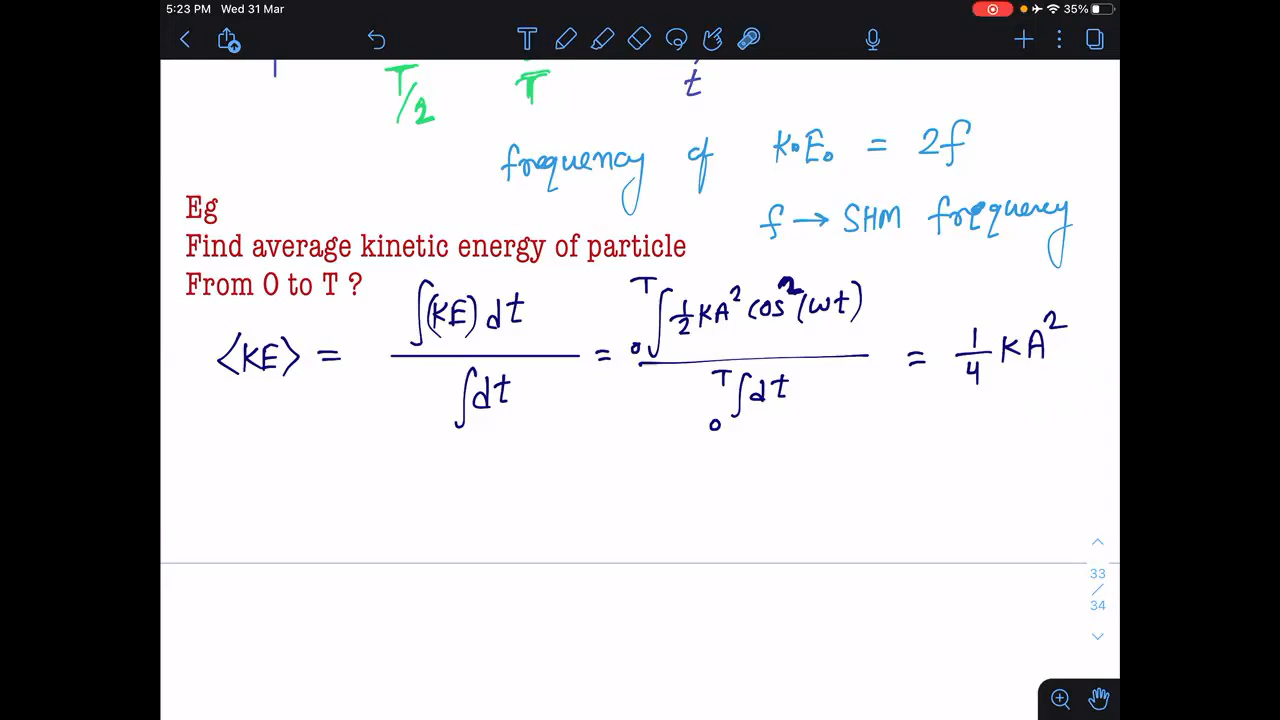 5:23 PM Wed 31 Mar
35%
T
T/2 T t
frequency of K.E. = 2f
f → SHM frequency
Eg
Find average kinetic energy of particle
From 0 to T ?
⟨KE⟩ = ∫(KE) dt / ∫dt = ₀ᵀ∫ ½ KA² cos²(ωt) / ₀ᵀ∫dt = ¼ KA²
33
/
34